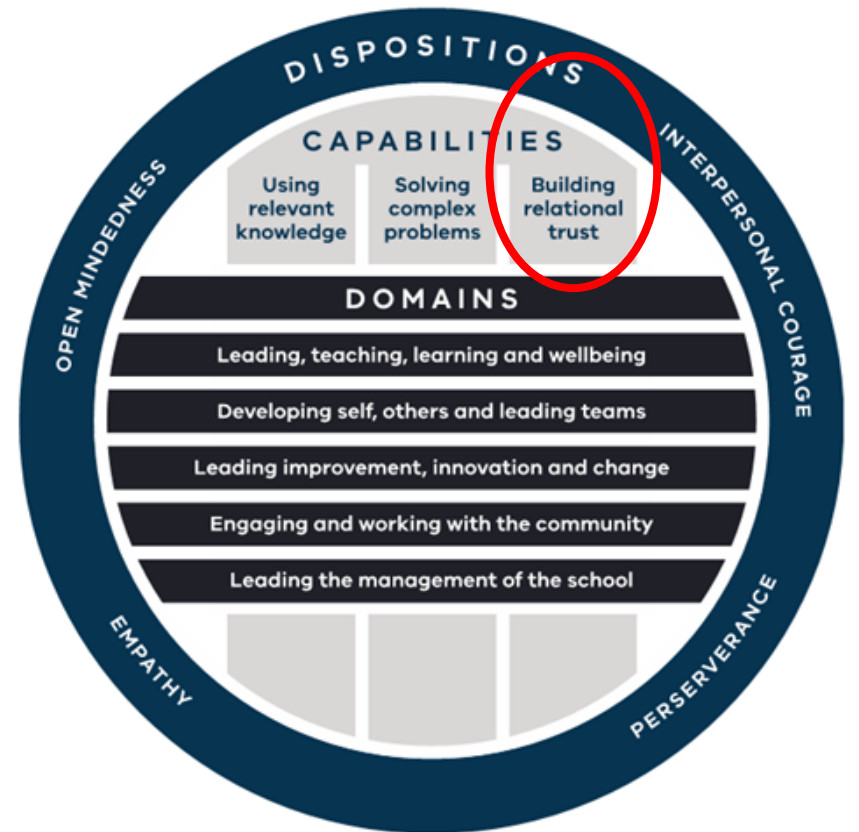 DISPOSITIONS
OPEN MINDEDNESS
INTERPERSONAL COURAGE
CAPABILITIES
Using
relevant
knowledge
Solving
complex
problems
Building
relational
trust
DOMAINS
Leading, teaching, learning and wellbeing
Developing self, others and leading teams
Leading improvement, innovation and change
Engaging and working with the community
Leading the management of the school
EMPATHY
PERSERVERANCE